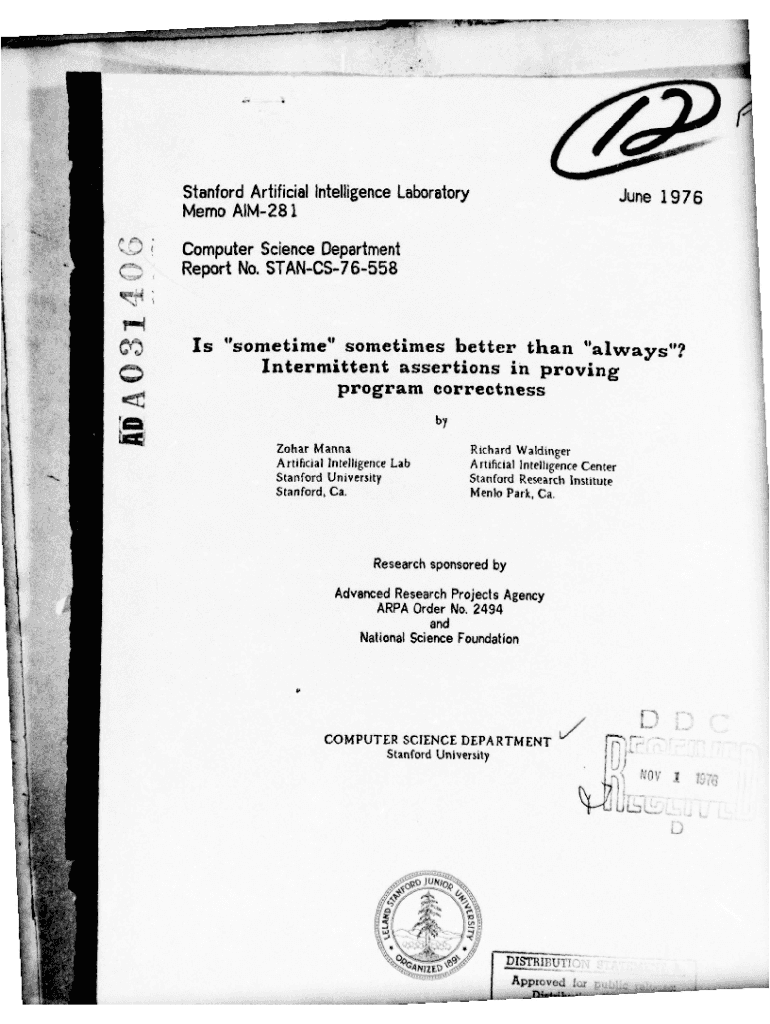 12
Stanford Artificial Intelligence Laboratory
Memo AIM-281
June 1976
Computer Science Department
Report No. STAN-CS-76-558
ADA031406
Is "sometime" sometimes better than "always"?
Intermittent assertions in proving
program correctness
by
Zohar Manna
Artificial Intelligence Lab
Stanford University
Stanford, Ca.
Richard Waldinger
Artificial Intelligence Center
Stanford Research Institute
Menlo Park, Ca.
Research sponsored by
Advanced Research Projects Agency
ARPA Order No. 2494
and
National Science Foundation
COMPUTER SCIENCE DEPARTMENT
Stanford University
D D C
NOV 1 1976
D
LELAND STANFORD JUNIOR UNIVERSITY
ORGANIZED 1891
DISTRIBUTION STATEMENT
Approved for public release;